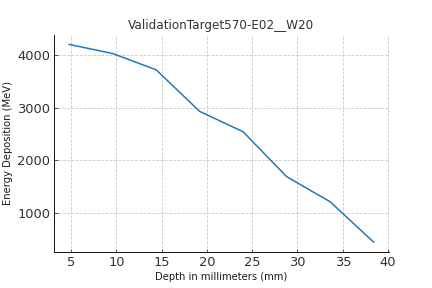 ValidationTarget570-E02__W20
Energy Deposition (MeV)
4000
3000
2000
1000
5 10 15 20 25 30 35 40
Depth in millimeters (mm)